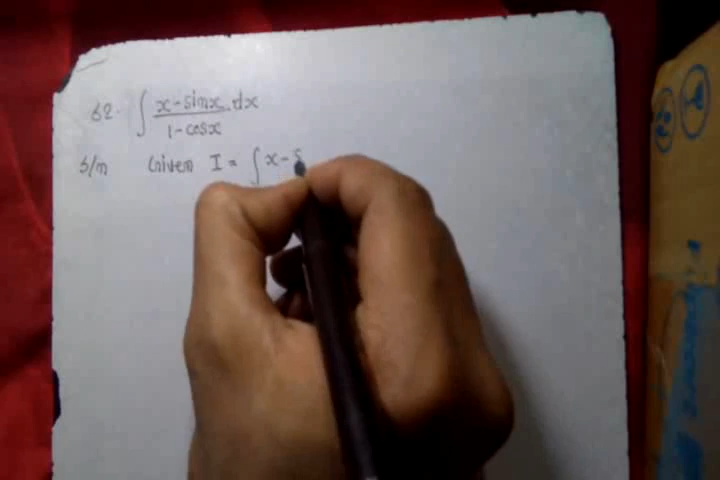 62. ∫ x-sinx.dx / 1-cosx
S/n Given I = ∫ x-s